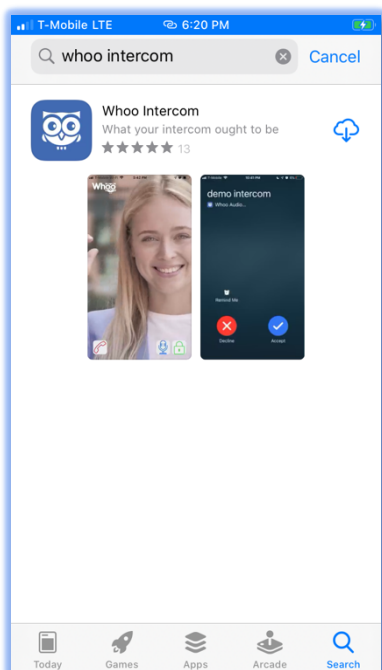 T-Mobile LTE 6:20 PM
whoo intercom
Cancel
Whoo Intercom
What your intercom ought to be
13
Whoo
demo intercom
Whoo Audio...
Remind Me
Decline
Accept
Today
Games
Apps
Arcade
Search